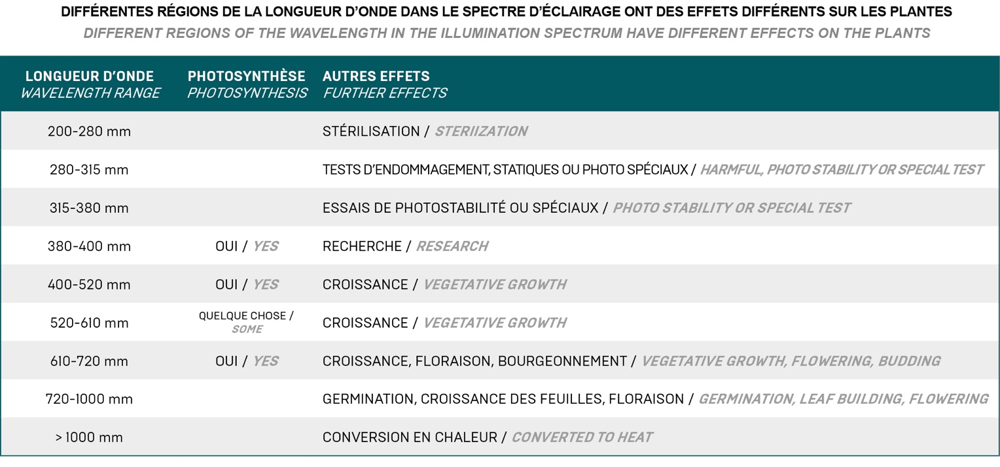 DIFFÉRENTES RÉGIONS DE LA LONGUEUR D'ONDE DANS LE SPECTRE D'ÉCLAIRAGE ONT DES EFFETS DIFFÉRENTS SUR LES PLANTES
DIFFERENT REGIONS OF THE WAVELENGTH IN THE ILLUMINATION SPECTRUM HAVE DIFFERENT EFFECTS ON THE PLANTS
LONGUEUR D'ONDE PHOTOSYNTHÈSE AUTRES EFFETS
WAVELENGTH RANGE PHOTOSYNTHESIS FURTHER EFFECTS
200-280 mm STÉRILISATION / STERIIZATION
280-315 mm TESTS D'ENDOMMAGEMENT, STATIQUES OU PHOTO SPÉCIAUX / HARMFUL, PHOTO STABILITY OR SPECIAL TEST
315-380 mm ESSAIS DE PHOTOSTABILITÉ OU SPÉCIAUX / PHOTO STABILITY OR SPECIAL TEST
380-400 mm OUI / YES RECHERCHE / RESEARCH
400-520 mm OUI / YES CROISSANCE / VEGETATIVE GROWTH
520-610 mm QUELQUE CHOSE / SOME CROISSANCE / VEGETATIVE GROWTH
610-720 mm OUI / YES CROISSANCE, FLORAISON, BOURGEONNEMENT / VEGETATIVE GROWTH, FLOWERING, BUDDING
720-1000 mm GERMINATION, CROISSANCE DES FEUILLES, FLORAISON / GERMINATION, LEAF BUILDING, FLOWERING
> 1000 mm CONVERSION EN CHALEUR / CONVERTED TO HEAT